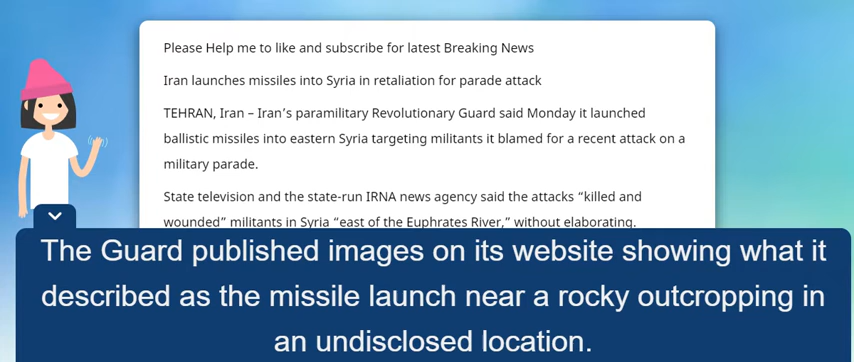 Please Help me to like and subscribe for latest Breaking News
Iran launches missiles into Syria in retaliation for parade attack
TEHRAN, Iran – Iran’s paramilitary Revolutionary Guard said Monday it launched
ballistic missiles into eastern Syria targeting militants it blamed for a recent attack on a
military parade.
State television and the state-run IRNA news agency said the attacks “killed and
wounded” militants in Syria “east of the Euphrates River,” without elaborating.
The Guard published images on its website showing what it
described as the missile launch near a rocky outcropping in
an undisclosed location.